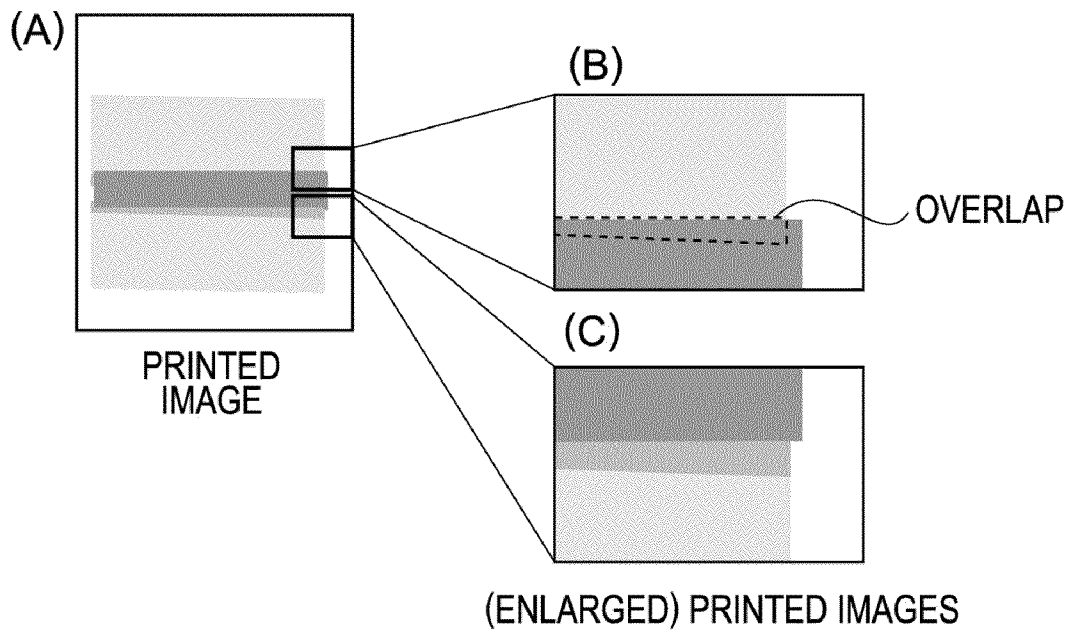 (A)
(B)
OVERLAP
(C)
PRINTED
IMAGE
(ENLARGED) PRINTED IMAGES